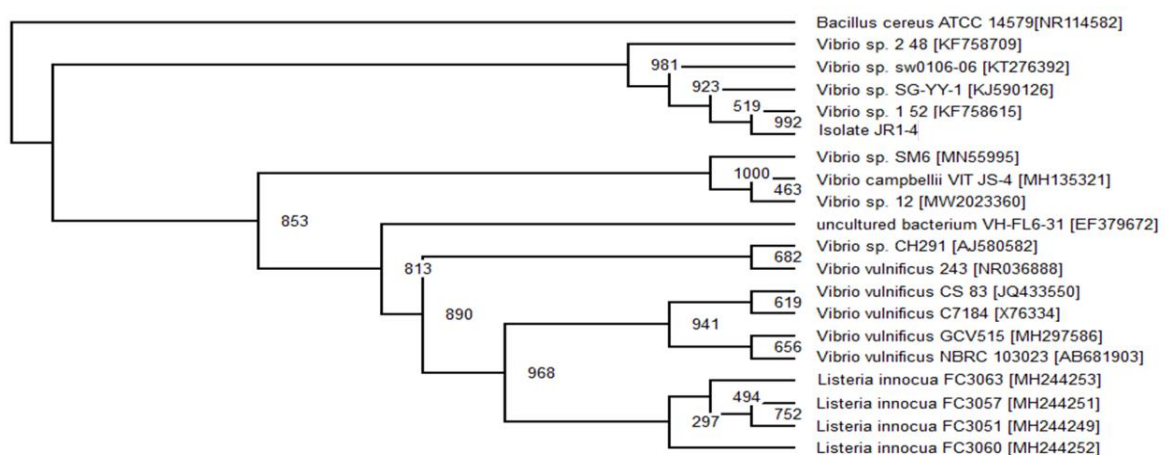 Bacillus cereus ATCC 14579[NR114582]
Vibrio sp. 2 48 [KF758709]
981
Vibrio sp. sw0106-06 [KT276392]
923
Vibrio sp. SG-YY-1 [KJ590126]
519
Vibrio sp. 1 52 [KF758615]
992
Isolate JR1-4
Vibrio sp. SM6 [MN55995]
1000
Vibrio campbellii VIT JS-4 [MH135321]
463
Vibrio sp. 12 [MW2023360]
853
uncultured bacterium VH-FL6-31 [EF379672]
Vibrio sp. CH291 [AJ580582]
682
813
Vibrio vulnificus 243 [NR036888]
Vibrio vulnificus CS 83 [JQ433550]
619
890
Vibrio vulnificus C7184 [X76334]
941
Vibrio vulnificus GCV515 [MH297586]
656
Vibrio vulnificus NBRC 103023 [AB681903]
968
Listeria innocua FC3063 [MH244253]
494
Listeria innocua FC3057 [MH244251]
752
297
Listeria innocua FC3051 [MH244249]
Listeria innocua FC3060 [MH244252]